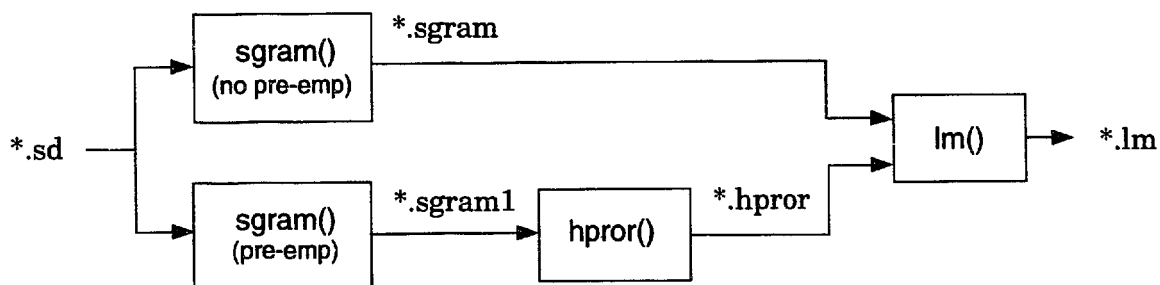 *.sgram
sgram()
(no pre-emp)
*.sd
lm()
*.lm
*.sgram1
*.hpror
sgram()
(pre-emp)
hpror()